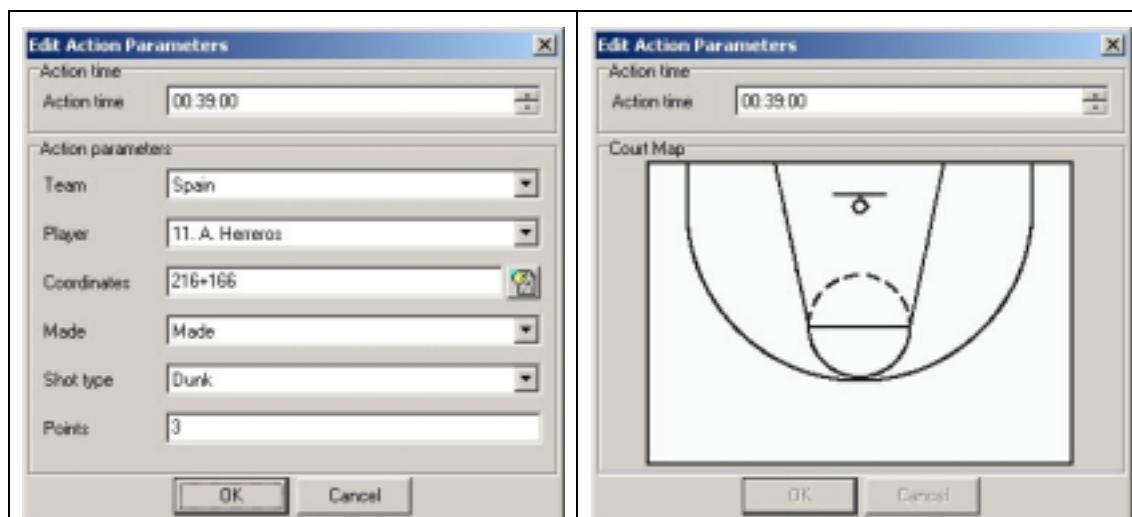 Edit Action Parameters
Action time
Action time 00:39:00
Action parameters
Team Spain
Player 11. A. Herreros
Coordinates 216+166
Made Made
Shot type Dunk
Points 3
OK Cancel
Edit Action Parameters
Action time
Action time 00:39:00
Court Map
OK Cancel